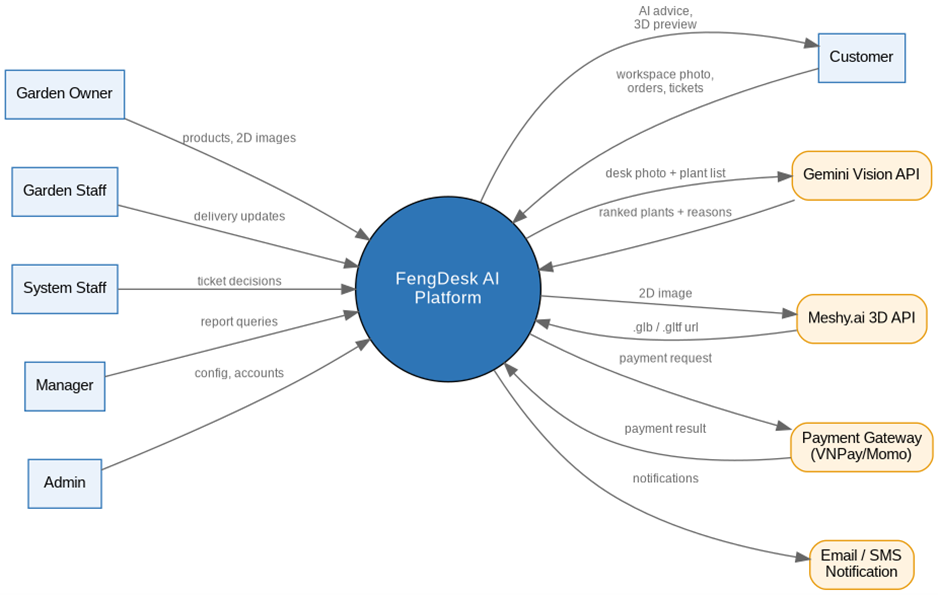 AI advice,
3D preview
Customer
workspace photo,
orders, tickets
Garden Owner
products, 2D images
Gemini Vision API
desk photo + plant list
ranked plants + reasons
Garden Staff
delivery updates
System Staff
ticket decisions
FengDesk AI
Platform
2D image
Meshy.ai 3D API
.glb / .gltf url
report queries
Manager
payment request
config, accounts
Payment Gateway
(VNPay/Momo)
payment result
Admin
notifications
Email / SMS
Notification